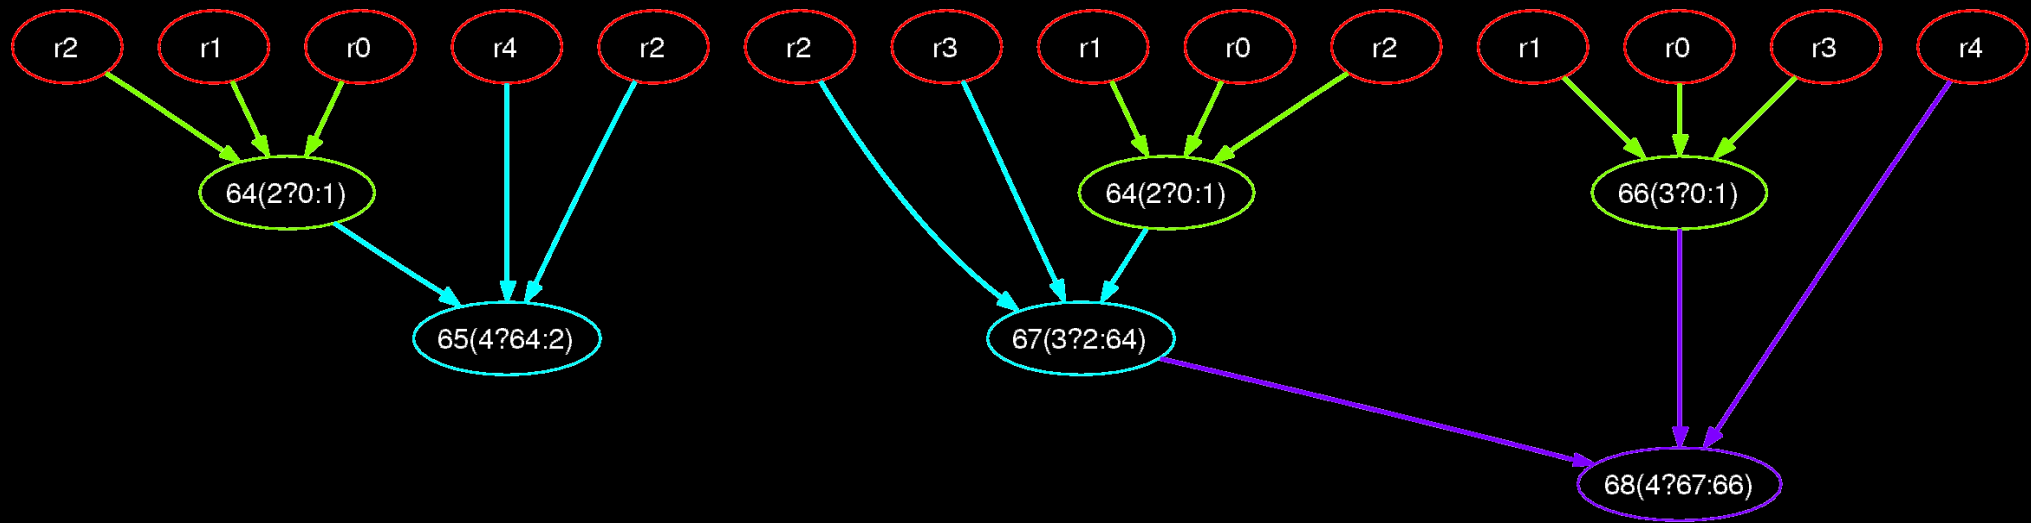 r2 r1 r0 r4 r2 r2 r3 r1 r0 r2 r1 r0 r3 r4
64(2?0:1) 64(2?0:1) 66(3?0:1)
65(4?64:2) 67(3?2:64)
68(4?67:66)